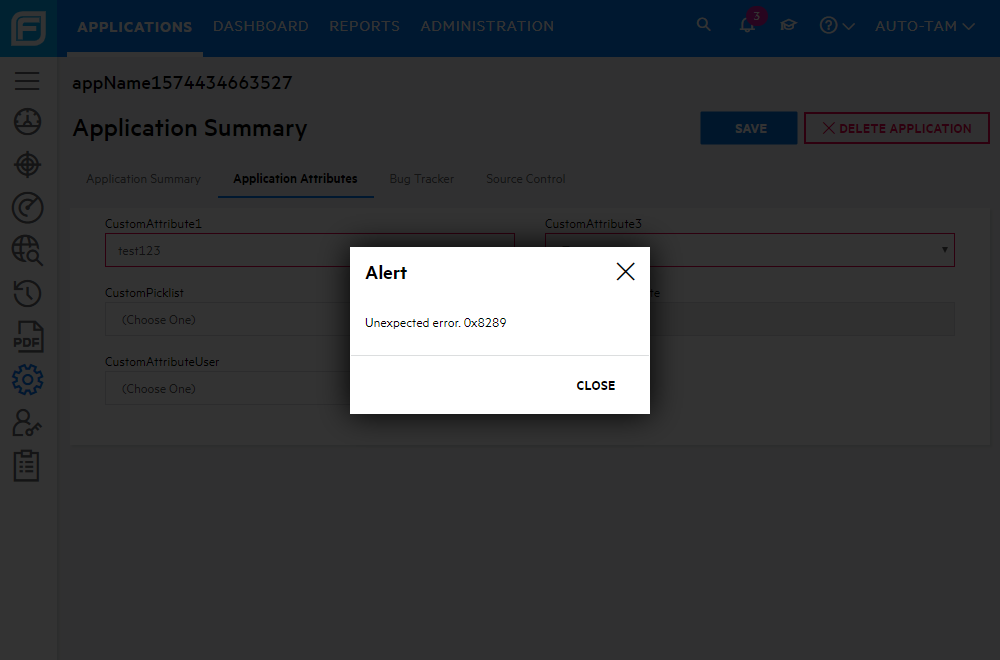 APPLICATIONS DASHBOARD REPORTS ADMINISTRATION 3 AUTO-TAM
appName1574434663527
Application Summary
SAVE DELETE APPLICATION
Application Summary Application Attributes Bug Tracker Source Control
CustomAttribute1 CustomAttribute3
test123
Alert
CustomPicklist
(Choose One)
Unexpected error. 0x8289
CustomAttributeUser
(Choose One)
CLOSE
PDF